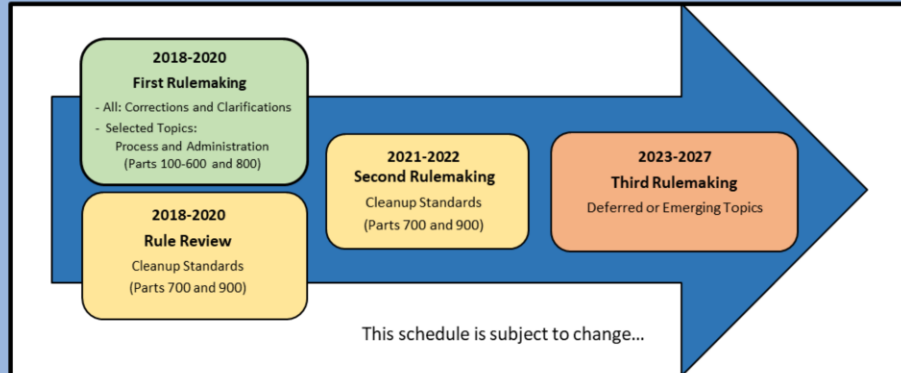 2018-2020
First Rulemaking
- All: Corrections and Clarifications
- Selected Topics:
Process and Administration
(Parts 100-600 and 800)
2018-2020
Rule Review
Cleanup Standards
(Parts 700 and 900)
2021-2022
Second Rulemaking
Cleanup Standards
(Parts 700 and 900)
2023-2027
Third Rulemaking
Deferred or Emerging Topics
This schedule is subject to change...